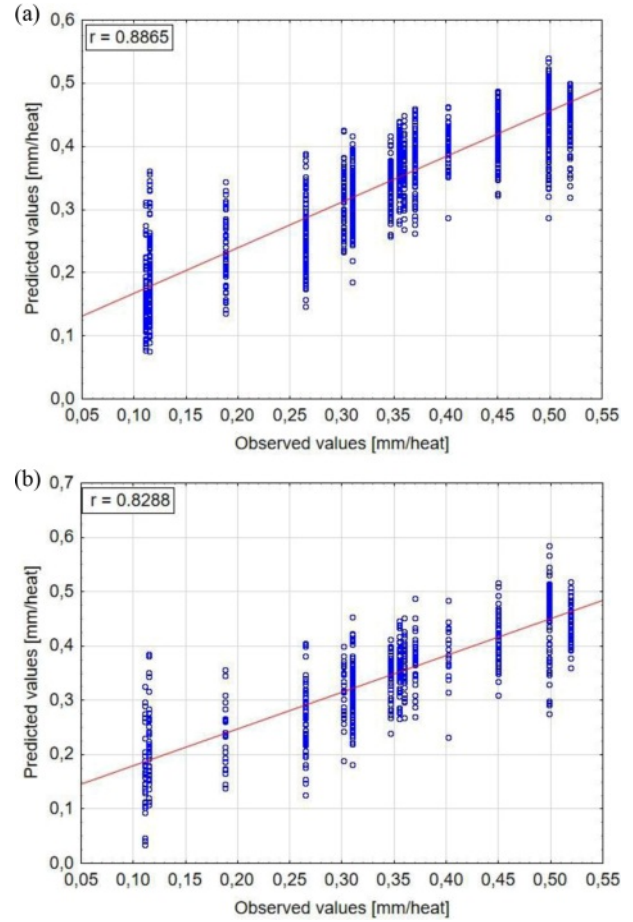 (a)
r = 0.8865
Predicted values [mm/heat]
0,6
0,5
0,4
0,3
0,2
0,1
0,0
0,05 0,10 0,15 0,20 0,25 0,30 0,35 0,40 0,45 0,50 0,55
Observed values [mm/heat]
(b)
r = 0.8288
Predicted values [mm/heat]
0,7
0,6
0,5
0,4
0,3
0,2
0,1
0,0
0,05 0,10 0,15 0,20 0,25 0,30 0,35 0,40 0,45 0,50 0,55
Observed values [mm/heat]